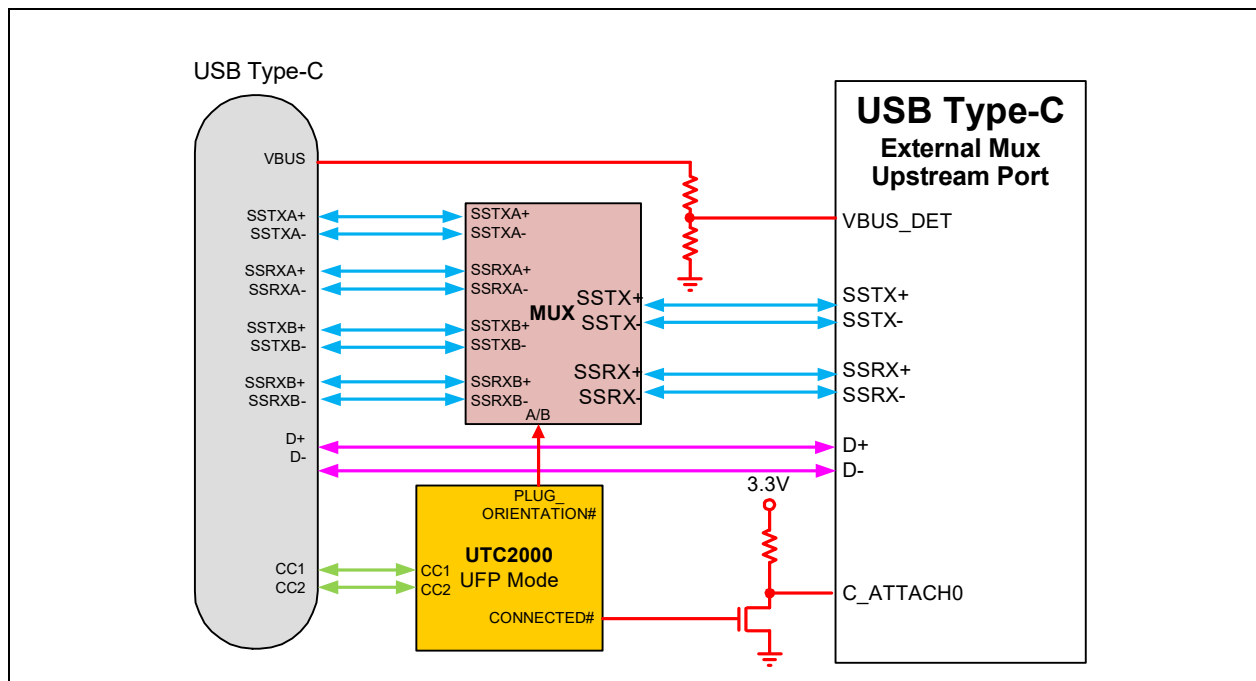 USB Type-C
VBUS
SSTXA+
SSTXA-
SSRXA+
SSRXA-
SSTXB+
SSTXB-
SSRXB+
SSRXB-
D+
D-
CC1
CC2
SSTXA+
SSTXA-
SSRXA+
SSRXA-
SSTXB+
SSTXB-
SSRXB+
SSRXB-
MUX
SSTX+
SSTX-
SSRX+
SSRX-
A/B
PLUG_
ORIENTATION#
UTC2000
UFP Mode
CC1
CC2
CONNECTED#
3.3V
USB Type-C
External Mux
Upstream Port
VBUS_DET
SSTX+
SSTX-
SSRX+
SSRX-
D+
D-
C_ATTACH0